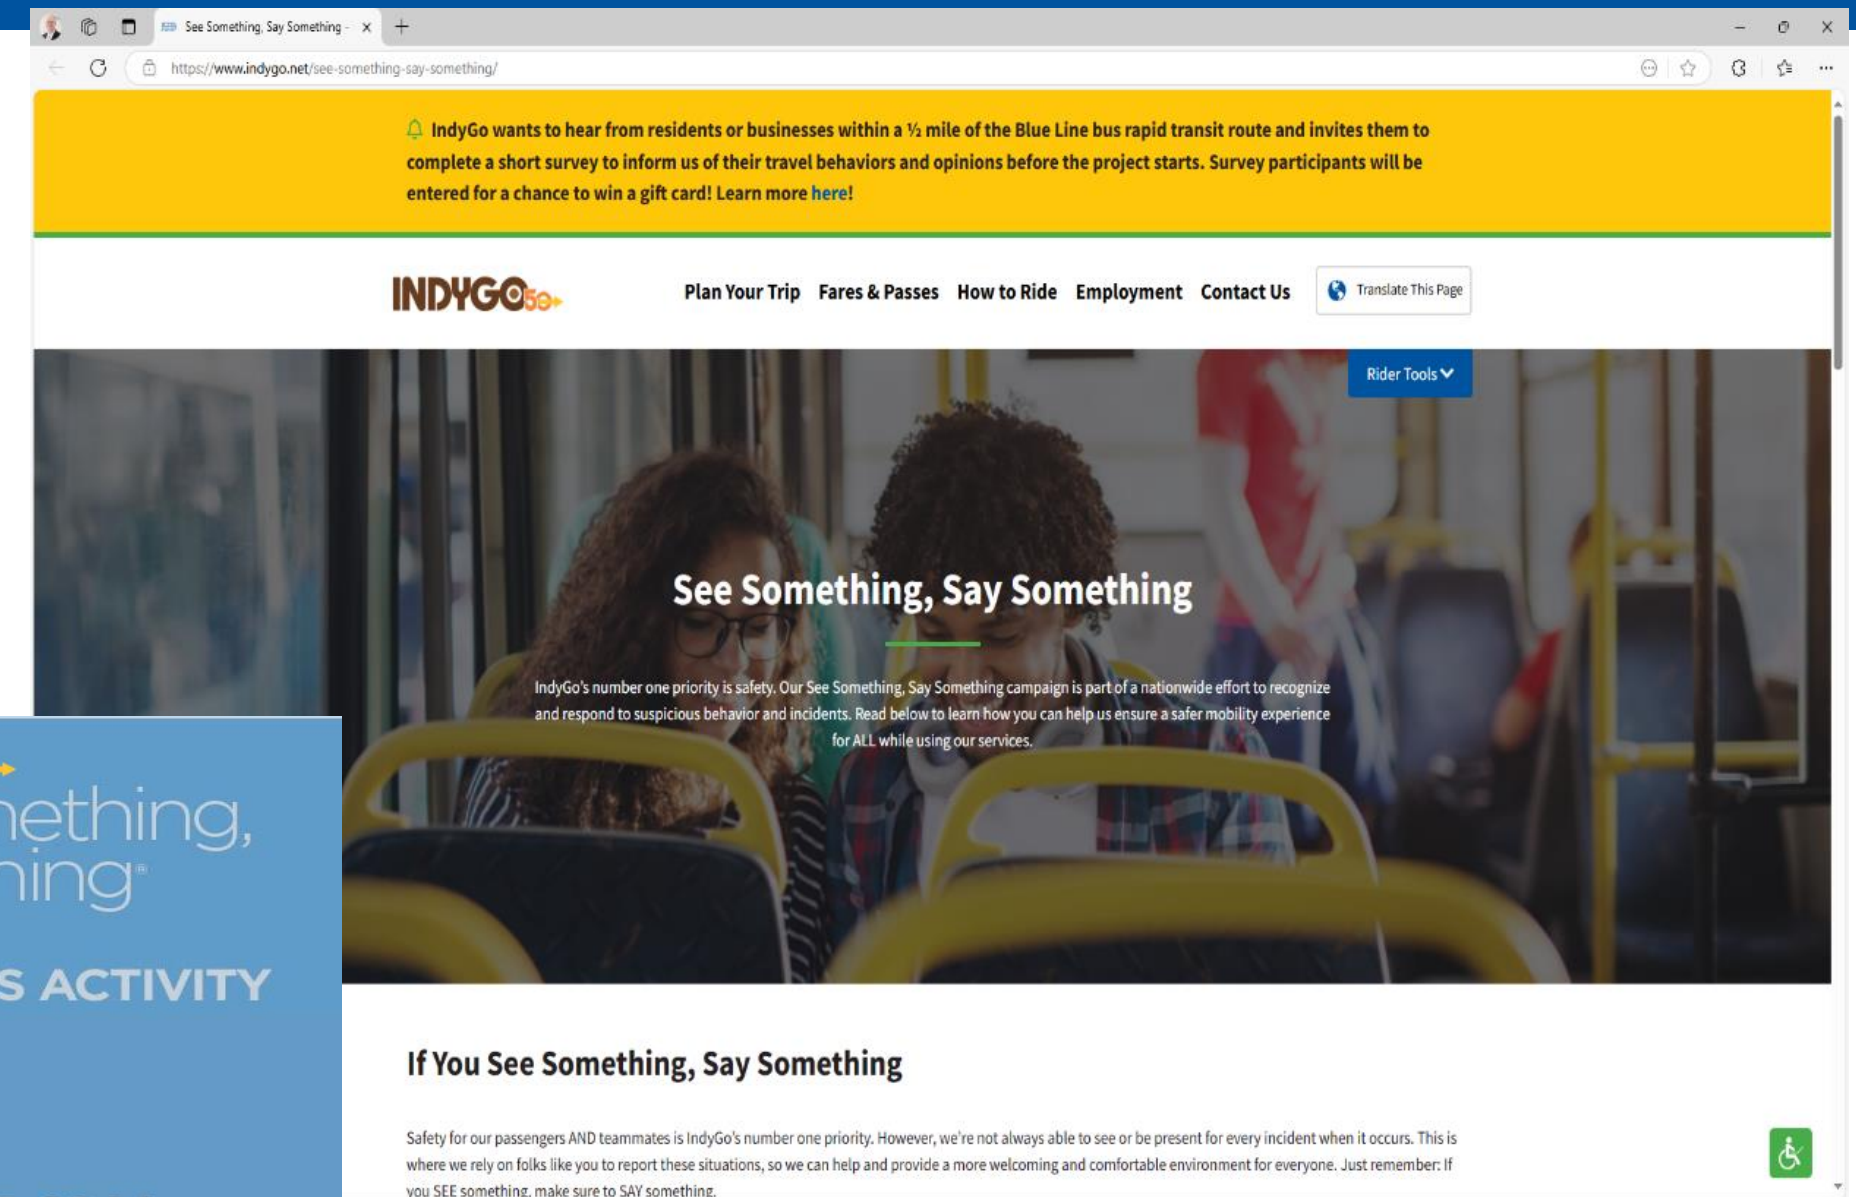 See Something, Say Something -
https://www.indygo.net/see-something-say-something/
IndyGo wants to hear from residents or businesses within a ½ mile of the Blue Line bus rapid transit route and invites them to
complete a short survey to inform us of their travel behaviors and opinions before the project starts. Survey participants will be
entered for a chance to win a gift card! Learn more here!
INDYGO50
Plan Your Trip Fares & Passes How to Ride Employment Contact Us Translate This Page
Rider Tools
See Something, Say Something
IndyGo's number one priority is safety. Our See Something, Say Something campaign is part of a nationwide effort to recognize
and respond to suspicious behavior and incidents. Read below to learn how you can help us ensure a safer mobility experience
for ALL while using our services.
nething,
ning®
S ACTIVITY
If You See Something, Say Something
Safety for our passengers AND teammates is IndyGo's number one priority. However, we're not always able to see or be present for every incident when it occurs. This is
where we rely on folks like you to report these situations, so we can help and provide a more welcoming and comfortable environment for everyone. Just remember: If
you SEE something, make sure to SAY something.